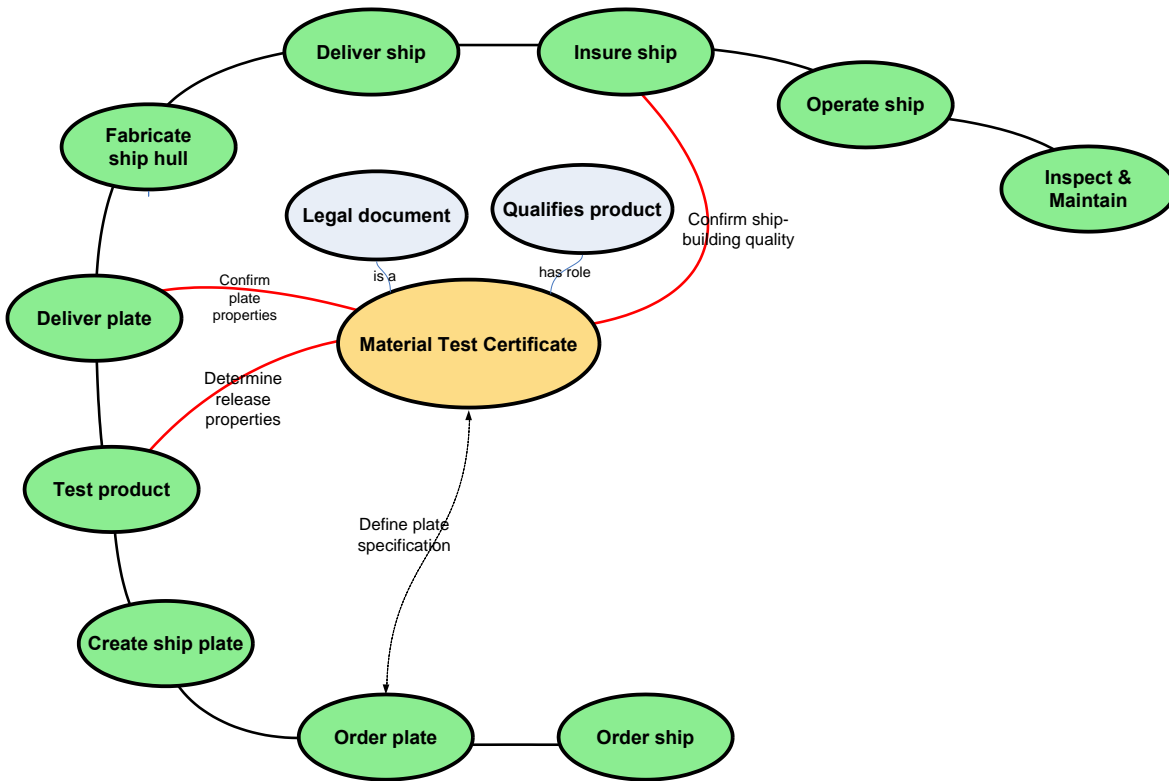 Deliver ship
Insure ship
Operate ship
Fabricate
ship hull
Inspect &
Maintain
Legal document
Qualifies product
Confirm ship-
building quality
is a
has role
Confirm
plate
properties
Deliver plate
Material Test Certificate
Determine
release
properties
Test product
Define plate
specification
Create ship plate
Order plate
Order ship